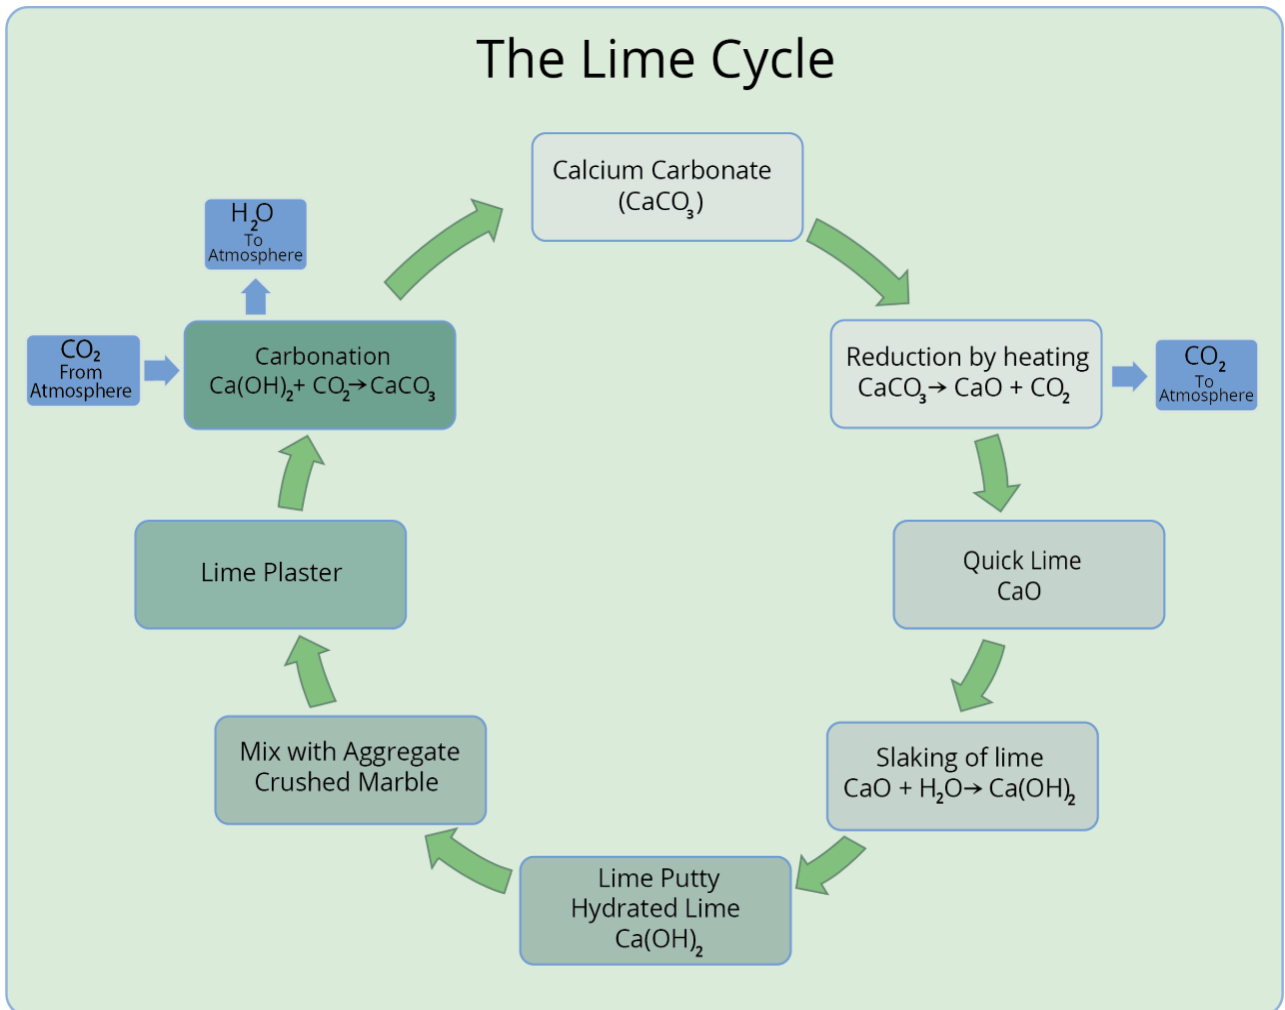 The Lime Cycle
Calcium Carbonate
(CaCO₃)
Reduction by heating
CaCO₃→ CaO + CO₂
CO₂
To
Atmosphere
Quick Lime
CaO
Slaking of lime
CaO + H₂O→ Ca(OH)₂
Lime Putty
Hydrated Lime
Ca(OH)₂
Mix with Aggregate
Crushed Marble
Lime Plaster
Carbonation
Ca(OH)₂+ CO₂→CaCO₃
CO₂
From
Atmosphere
H₂O
To
Atmosphere